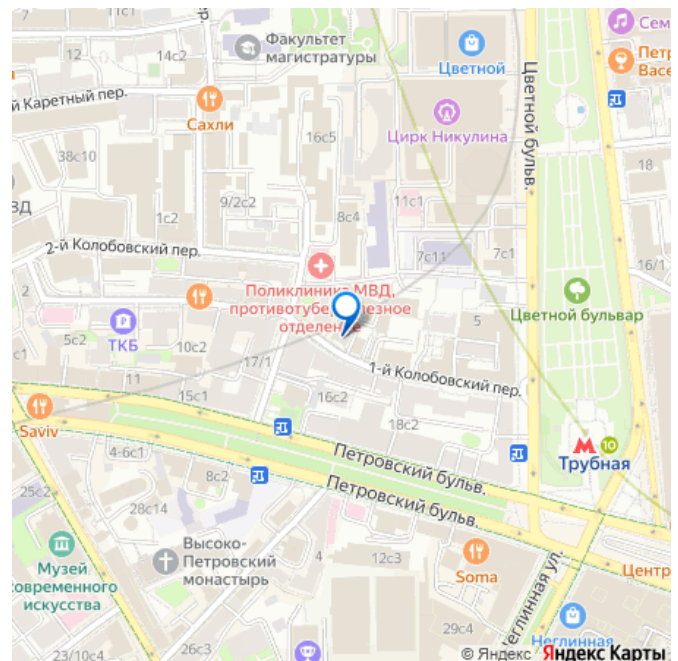 12
14с2
Факультет
магистратуры
Цветной
Сем
Петр
Васе
й Каретный пер.
Сахли
Цирк Никулина
Цветной бульв.
16с5
38с10
18
ЗД
1с2
9/2с2
8с4
11с1
2-й Колобовский пер.
7с11
7с1
16/1
2
Поликлиника МВД,
противотуберкулезное
отделение
Цветной бульвар
5с2
ТКБ
10с2
17/1
5
1-й Колобовский пер.
11
15с1
16с2
18с2
Saviv
Петровский бульв.
10
Трубная
4-6с1
8с2
Петровский бульв.
25с2
28с14
Высоко-
Петровский
монастырь
4
12с3
Soma
Музей
современного
искусства
Центр
Неглинная ул.
29с4
Неглинная
23/10с4
26с3
© Яндекс Яндекс Карты